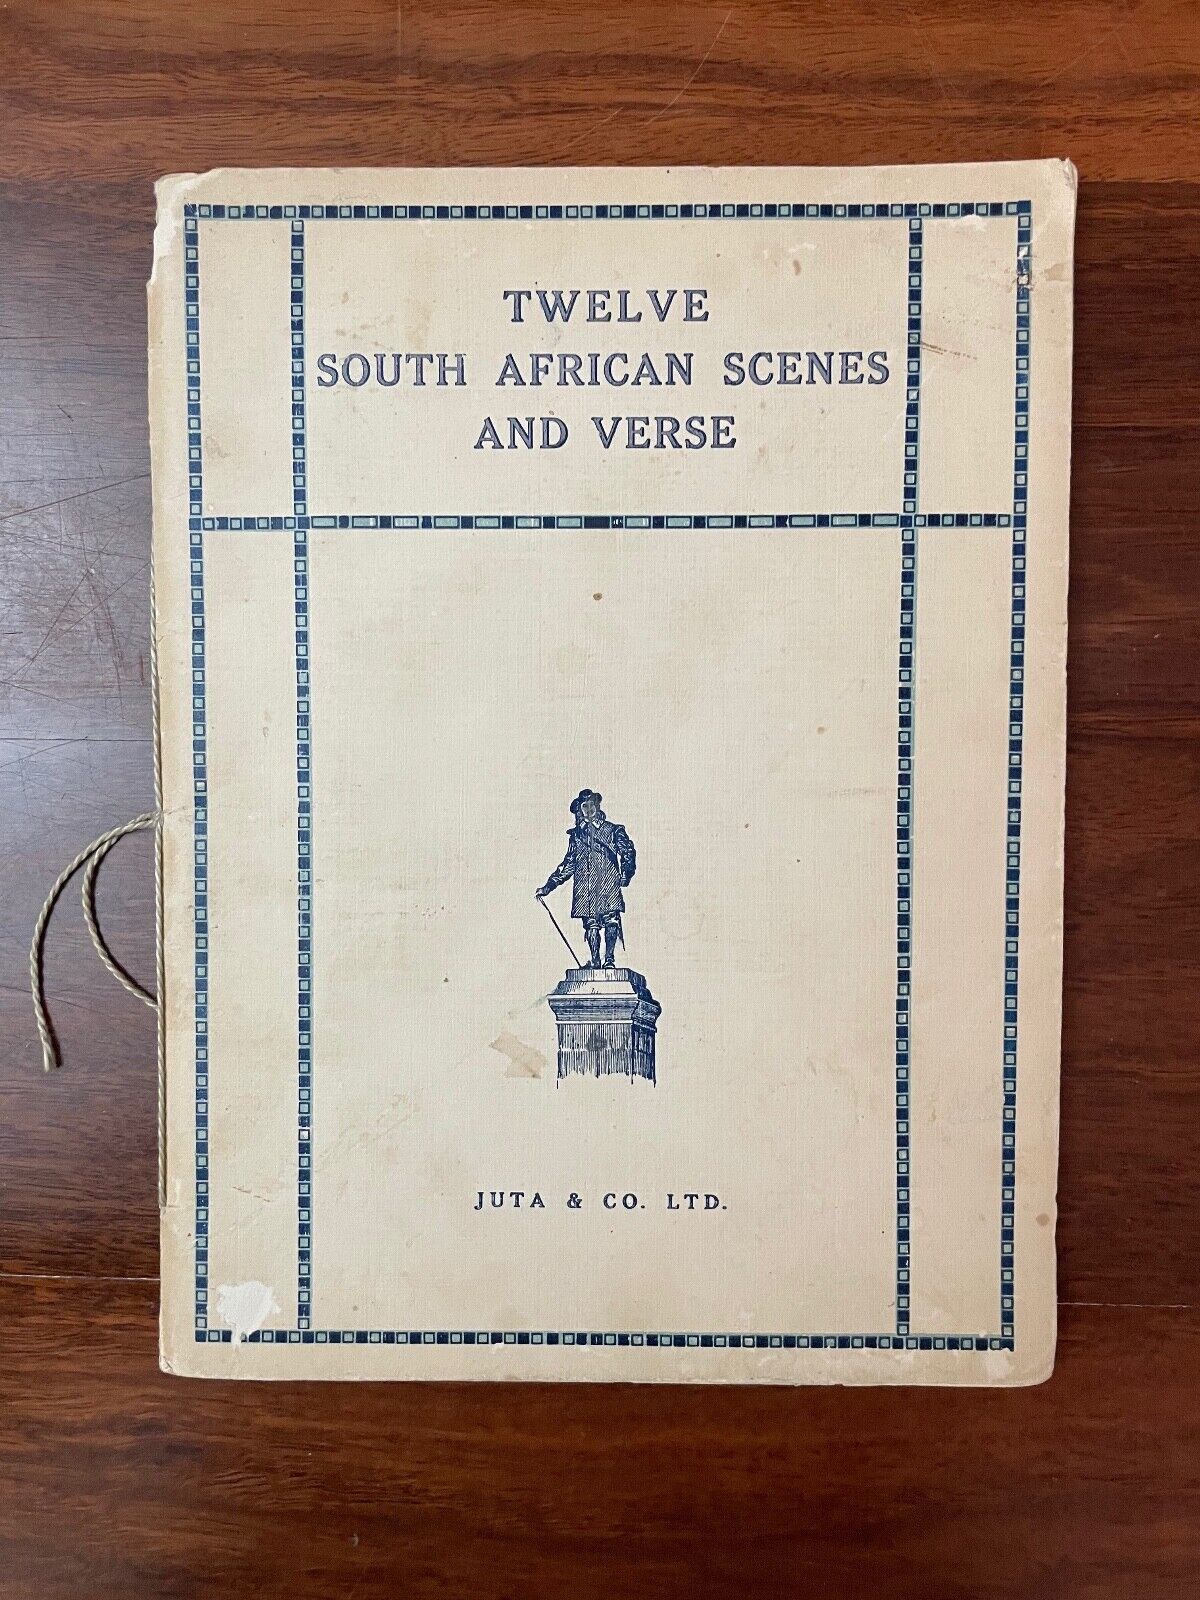 TWELVE
SOUTH AFRICAN SCENES
AND VERSE
JUTA & CO. LTD.